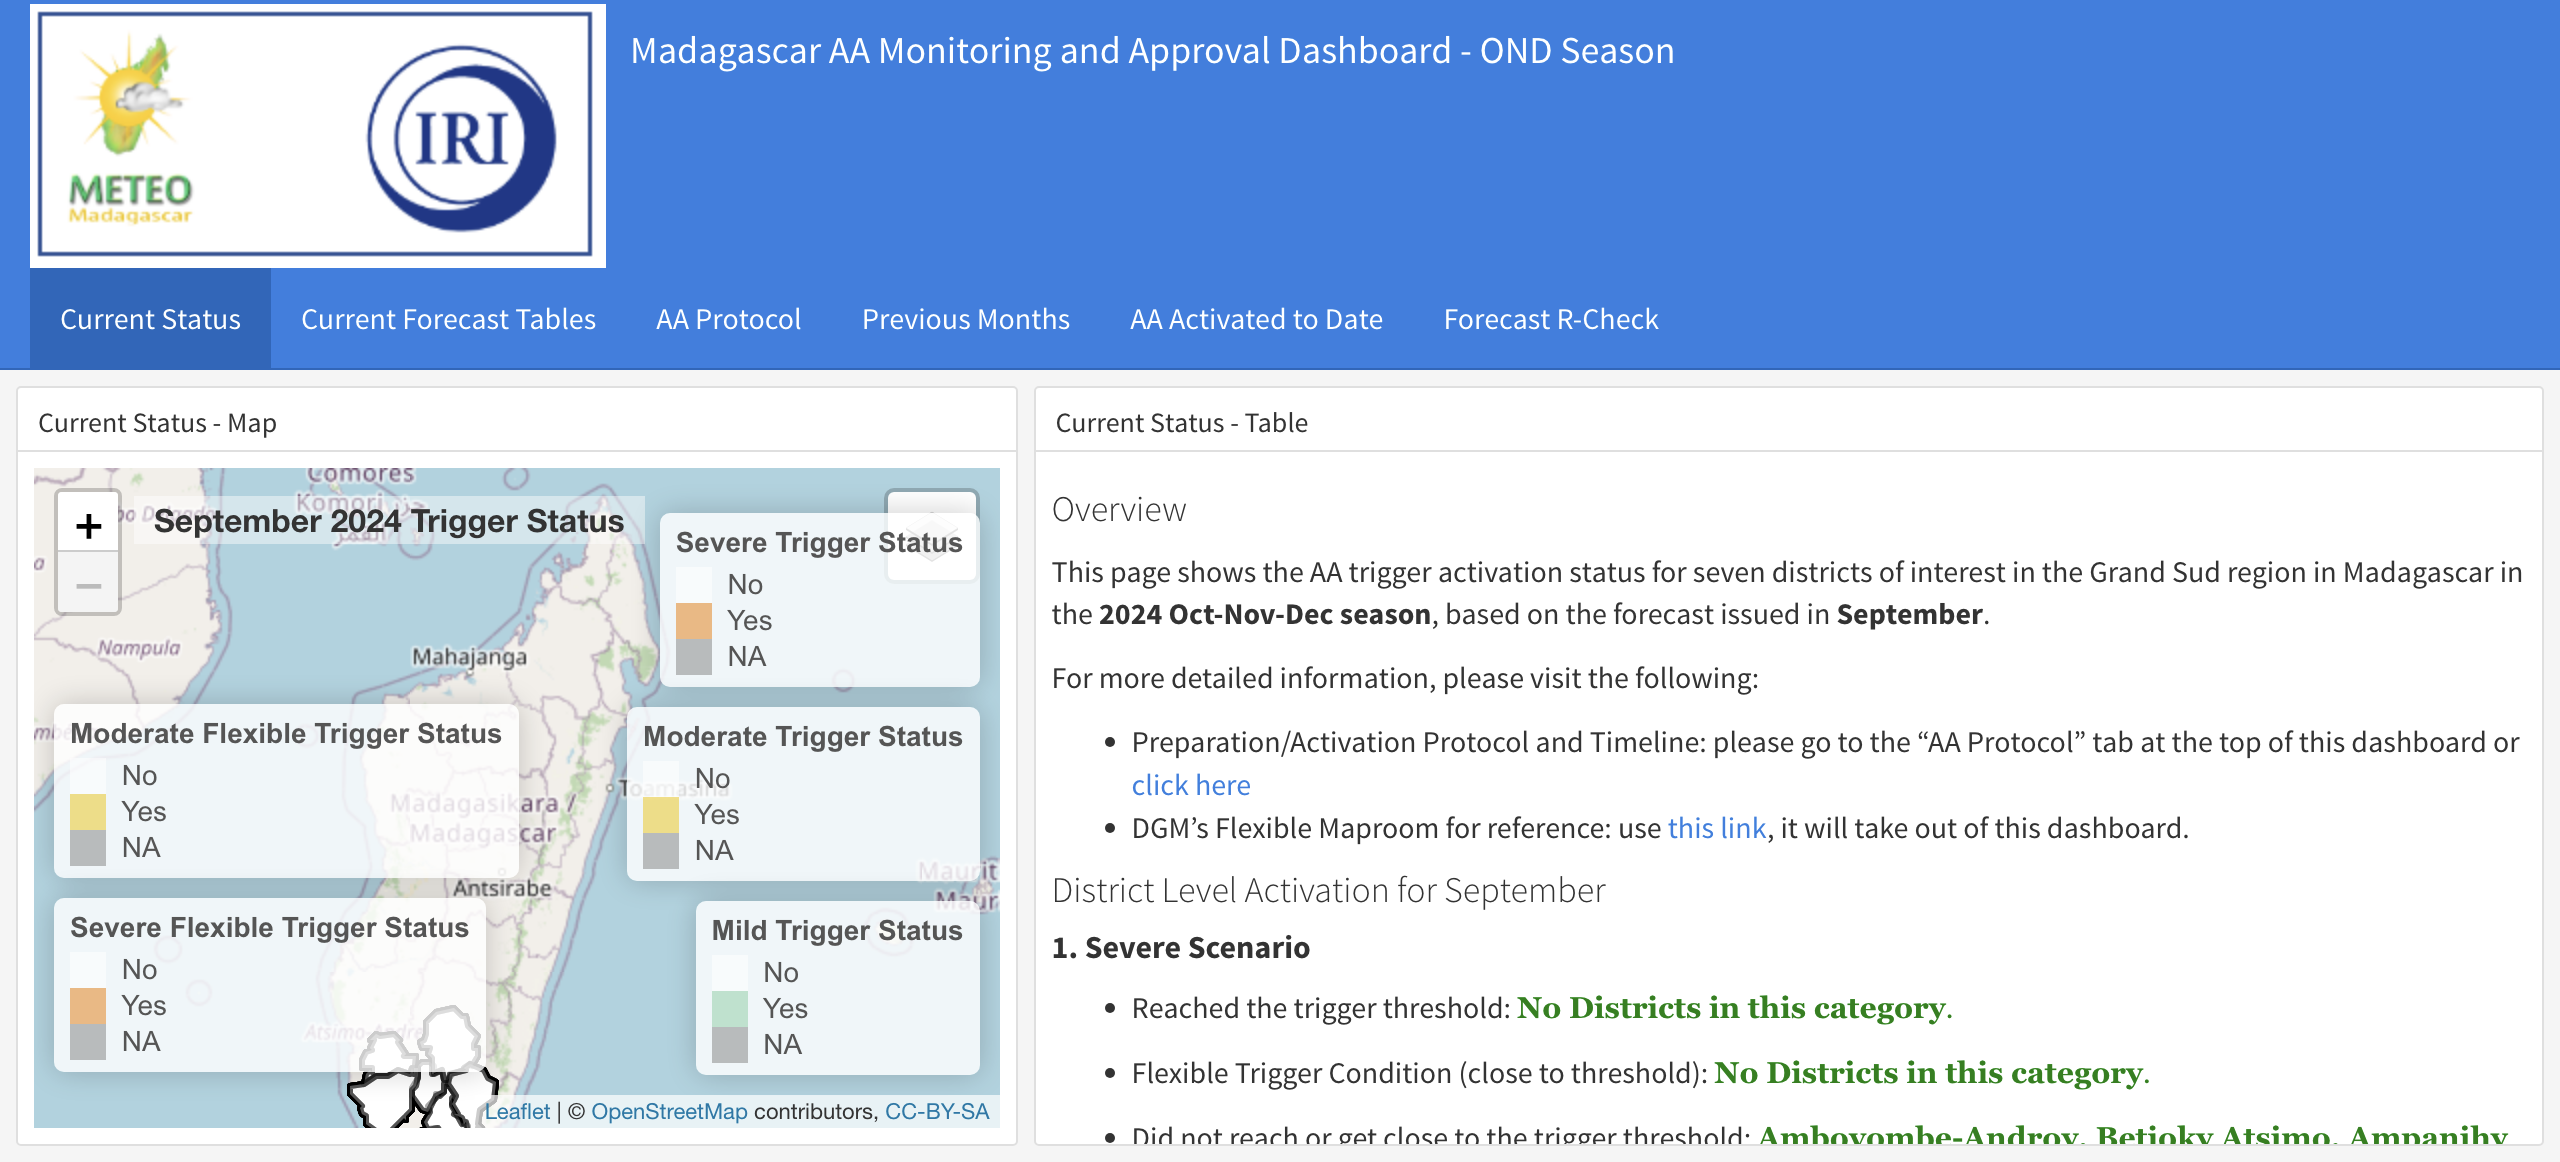 METEO
Madagascar
IRI
Madagascar AA Monitoring and Approval Dashboard - OND Season
Current Status
Current Forecast Tables
AA Protocol
Previous Months
AA Activated to Date
Forecast R-Check
Current Status - Map
Comores
Komori
September 2024 Trigger Status
+
−
Severe Trigger Status
No
Yes
NA
Nampula
Mahajanga
Moderate Flexible Trigger Status
No
Yes
NA
Moderate Trigger Status
No
Yes
NA
Toamasina
Madagasikara /
Madagascar
Maurit
Maur
Antsirabe
Severe Flexible Trigger Status
No
Yes
NA
Mild Trigger Status
No
Yes
NA
Leaflet | © OpenStreetMap contributors, CC-BY-SA
Current Status - Table
Overview
This page shows the AA trigger activation status for seven districts of interest in the Grand Sud region in Madagascar in
the 2024 Oct-Nov-Dec season, based on the forecast issued in September.
For more detailed information, please visit the following:
• Preparation/Activation Protocol and Timeline: please go to the “AA Protocol” tab at the top of this dashboard or
click here
• DGM’s Flexible Maproom for reference: use this link, it will take out of this dashboard.
District Level Activation for September
1. Severe Scenario
• Reached the trigger threshold: No Districts in this category.
• Flexible Trigger Condition (close to threshold): No Districts in this category.
• Did not reach or get close to the trigger threshold: Ambovombe-Androy, Betioky Atsimo, Ampanihy